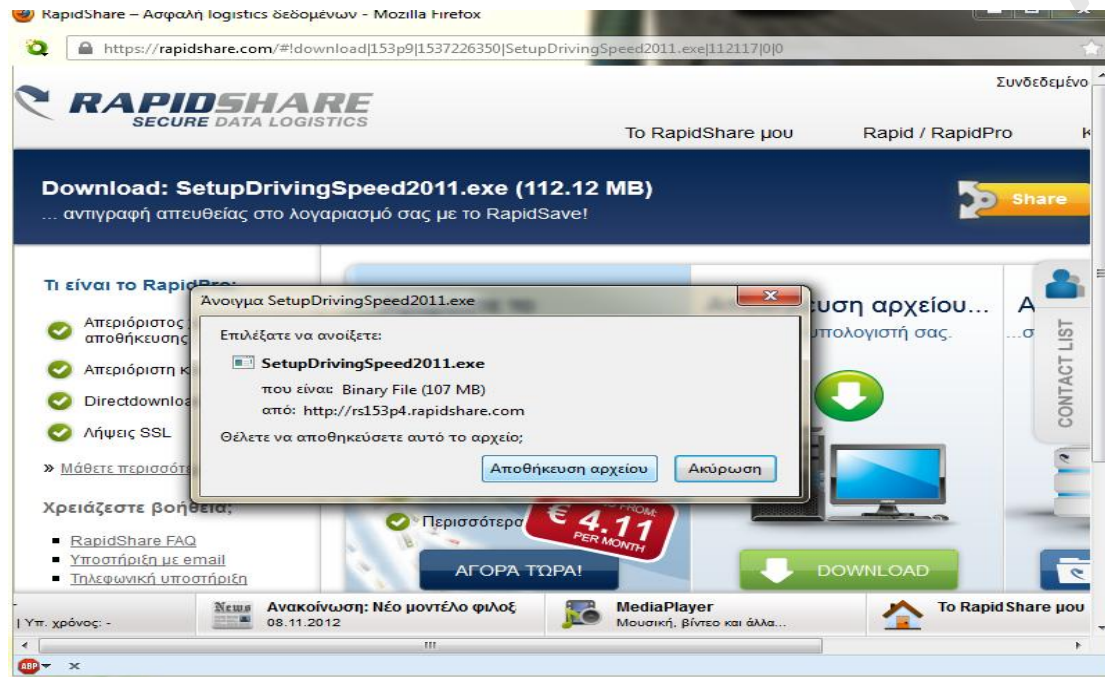 RapidShare – Ασφαλή logistics δεδομένων - Mozilla Firefox
https://rapidshare.com/#!download|153p9|1537226350|SetupDrivingSpeed2011.exe|112117|0|0
Συνδεδεμένο
RAPIDSHARE
SECURE DATA LOGISTICS
Το RapidShare μου
Rapid / RapidPro
Download: SetupDrivingSpeed2011.exe (112.12 MB)
... αντιγραφή απευθείας στο λογαριασμό σας με το RapidSave!
Share
Τι είναι το RapidPro;
Απεριόριστος
αποθήκευσης
Απεριόριστη
Directdownloa
Λήψεις SSL
» Μάθετε περισσότε
Χρειάζεστε βοήθεια;
RapidShare FAQ
Υποστήριξη με email
Τηλεφωνική υποστήριξη
Άνοιγμα SetupDrivingSpeed2011.exe
Επιλέξατε να ανοίξετε:
SetupDrivingSpeed2011.exe
που είναι: Binary File (107 MB)
από: http://rs153p4.rapidshare.com
Θέλετε να αποθηκεύσετε αυτό το αρχείο;
Αποθήκευση αρχείου
Ακύρωση
Περισσότερα
FROM:
€ 4.11
PER MONTH
ΑΓΟΡΆ ΤΏΡΑ!
υση αρχείου...
πολογιστή σας.
DOWNLOAD
Α
...σ
CONTACT LIST
| Υπ. χρόνος: -
News
Ανακοίνωση: Νέο μοντέλο φιλοξ
08.11.2012
MediaPlayer
Μουσική, βίντεο και άλλα...
Το RapidShare μου
ABP